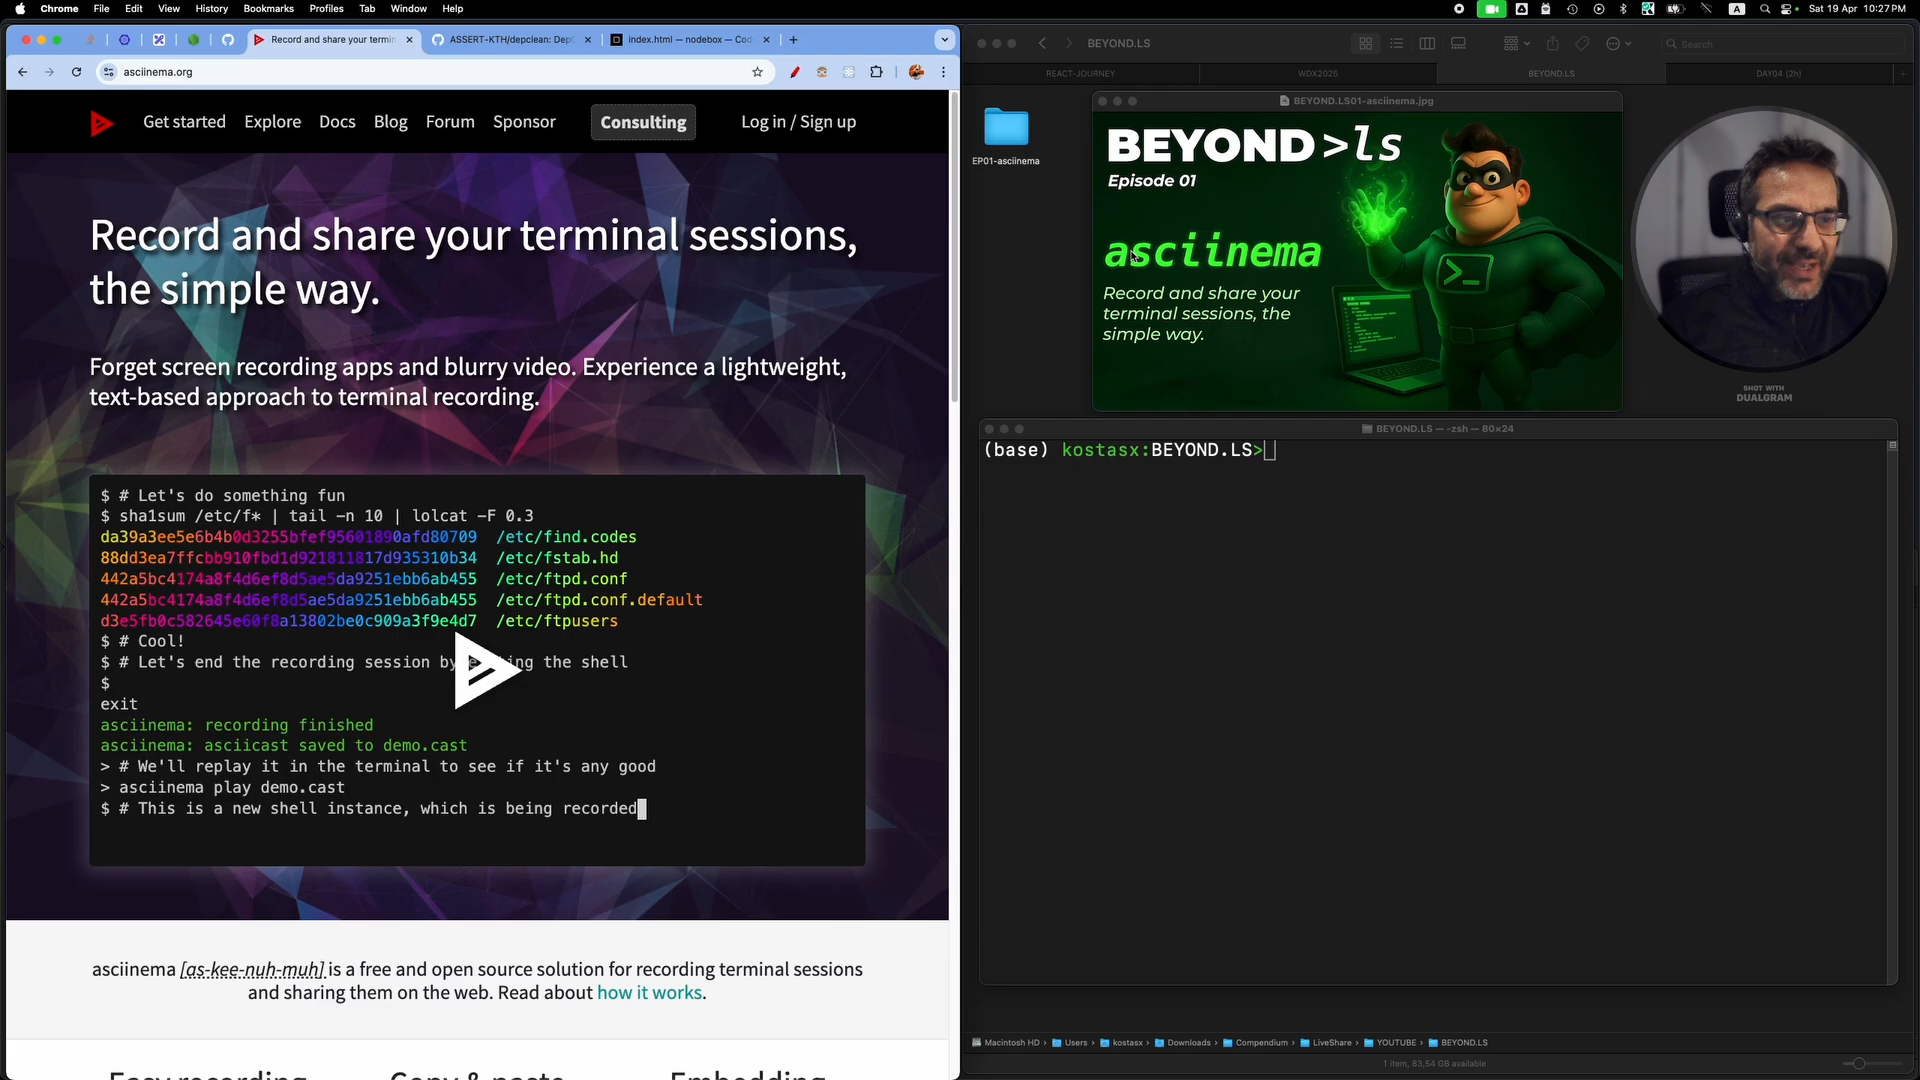 Chrome File Edit View History Bookmarks Profiles Tab Window Help
A
Sat 19 Apr 10:27 PM
Record and share your termin
ASSERT-KTH/depclean: Dep
index.html — nodebox — Cod
asciinema.org
Get started Explore Docs Blog Forum Sponsor Consulting Log in / Sign up
Record and share your terminal sessions,
the simple way.
Forget screen recording apps and blurry video. Experience a lightweight,
text-based approach to terminal recording.
$ # Let's do something fun
$ sha1sum /etc/f* | tail -n 10 | lolcat -F 0.3
da39a3ee5e6b4b0d3255bfef95601890afd80709 /etc/find.codes
88dd3ea7ffcbb910fbd1d921811817d935310b34 /etc/fstab.hd
442a5bc4174a8f4d6ef8d5ae5da9251ebb6ab455 /etc/ftpd.conf
442a5bc4174a8f4d6ef8d5ae5da9251ebb6ab455 /etc/ftpd.conf.default
d3e5fb0c582645e60f8a13802be0c909a3f9e4d7 /etc/ftpusers
$ # Cool!
$ # Let's end the recording session by the shell
$
exit
asciinema: recording finished
asciinema: asciicast saved to demo.cast
> # We'll replay it in the terminal to see if it's any good
> asciinema play demo.cast
$ # This is a new shell instance, which is being recorded
asciinema [as-kee-nuh-muh] is a free and open source solution for recording terminal sessions
and sharing them on the web. Read about how it works.
Easy recording Copy & paste Embedding
BEYOND.LS
Search
REACT-JOURNEY WDX2025 BEYOND.LS DAY04 (2h)
EP01-asciinema
BEYOND.LS01-asciinema.jpg
BEYOND >ls
Episode 01
asciinema
Record and share your
terminal sessions, the
simple way.
>_
SHOT WITH
DUALGRAM
BEYOND.LS — -zsh — 80×24
(base) kostasx:BEYOND.LS>
Macintosh HD › Users › kostasx › Downloads › Compendium › LiveShare › YOUTUBE › BEYOND.LS
1 item, 83,64 GB available